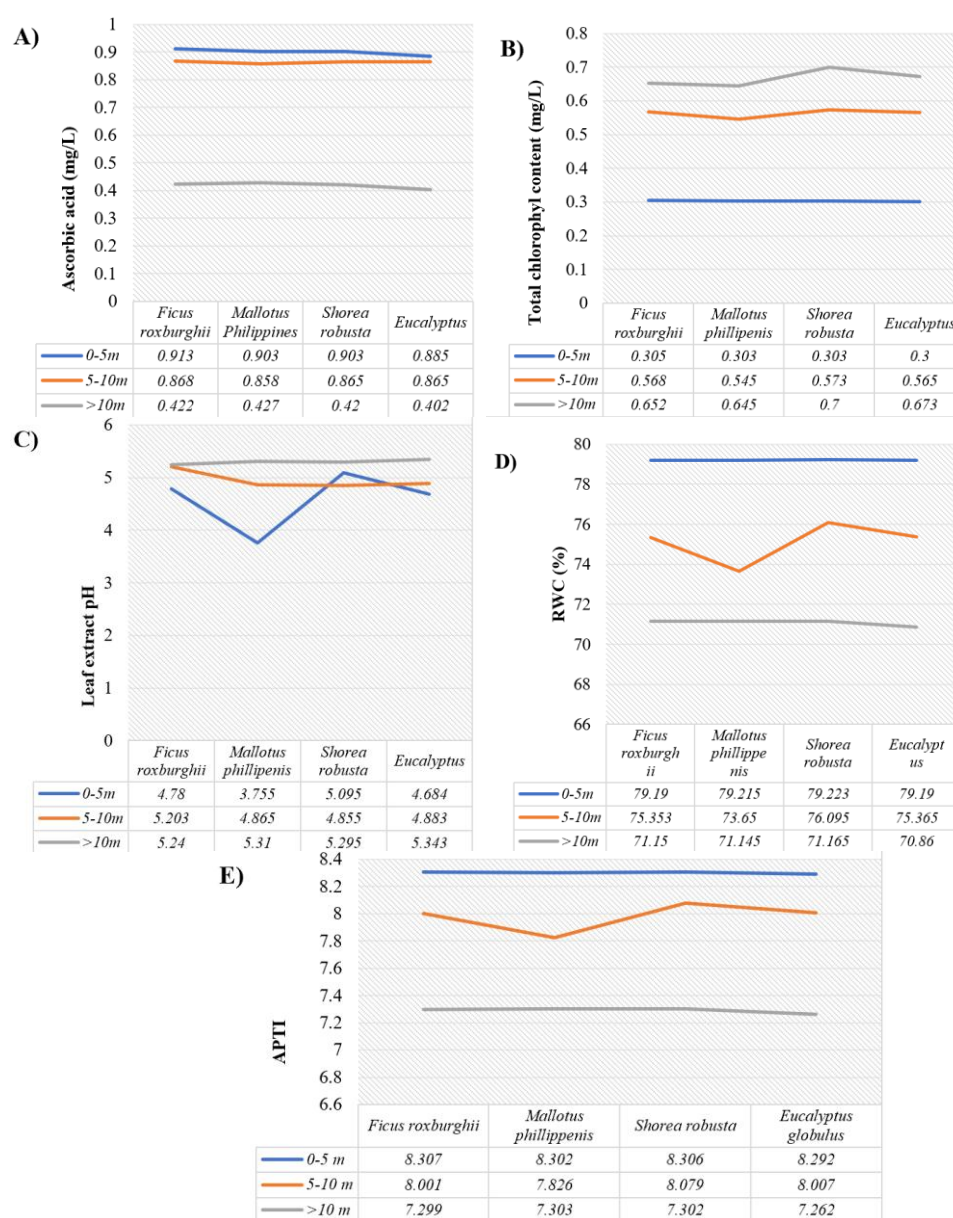 A)
Ascorbic acid (mg/L)
1
0.9
0.8
0.7
0.6
0.5
0.4
0.3
0.2
0.1
0
Ficus roxburghii Mallotus Philippines Shorea robusta Eucalyptus
0-5m 0.913 0.903 0.903 0.885
5-10m 0.868 0.858 0.865 0.865
>10m 0.422 0.427 0.42 0.402
B)
Total chlorophyl content (mg/L)
0.8
0.7
0.6
0.5
0.4
0.3
0.2
0.1
0
Ficus roxburghii Mallotus phillipenis Shorea robusta Eucalyptus
0-5m 0.305 0.303 0.303 0.3
5-10m 0.568 0.545 0.573 0.565
>10m 0.652 0.645 0.7 0.673
C)
Leaf extract pH
6
5
4
3
2
1
0
Ficus roxburghii Mallotus phillipenis Shorea robusta Eucalyptus
0-5m 4.78 3.755 5.095 4.684
5-10m 5.203 4.865 4.855 4.883
>10m 5.24 5.31 5.295 5.343
D)
RWC (%)
80
78
76
74
72
70
68
66
Ficus roxburgh ii Mallotus phillippe nis Shorea robusta Eucalypt us
0-5m 79.19 79.215 79.223 79.19
5-10m 75.353 73.65 76.095 75.365
>10m 71.15 71.145 71.165 70.86
E)
APTI
8.4
8.2
8
7.8
7.6
7.4
7.2
7
6.8
6.6
Ficus roxburghii Mallotus phillippenis Shorea robusta Eucalyptus globulus
0-5 m 8.307 8.302 8.306 8.292
5-10 m 8.001 7.826 8.079 8.007
>10 m 7.299 7.303 7.302 7.262